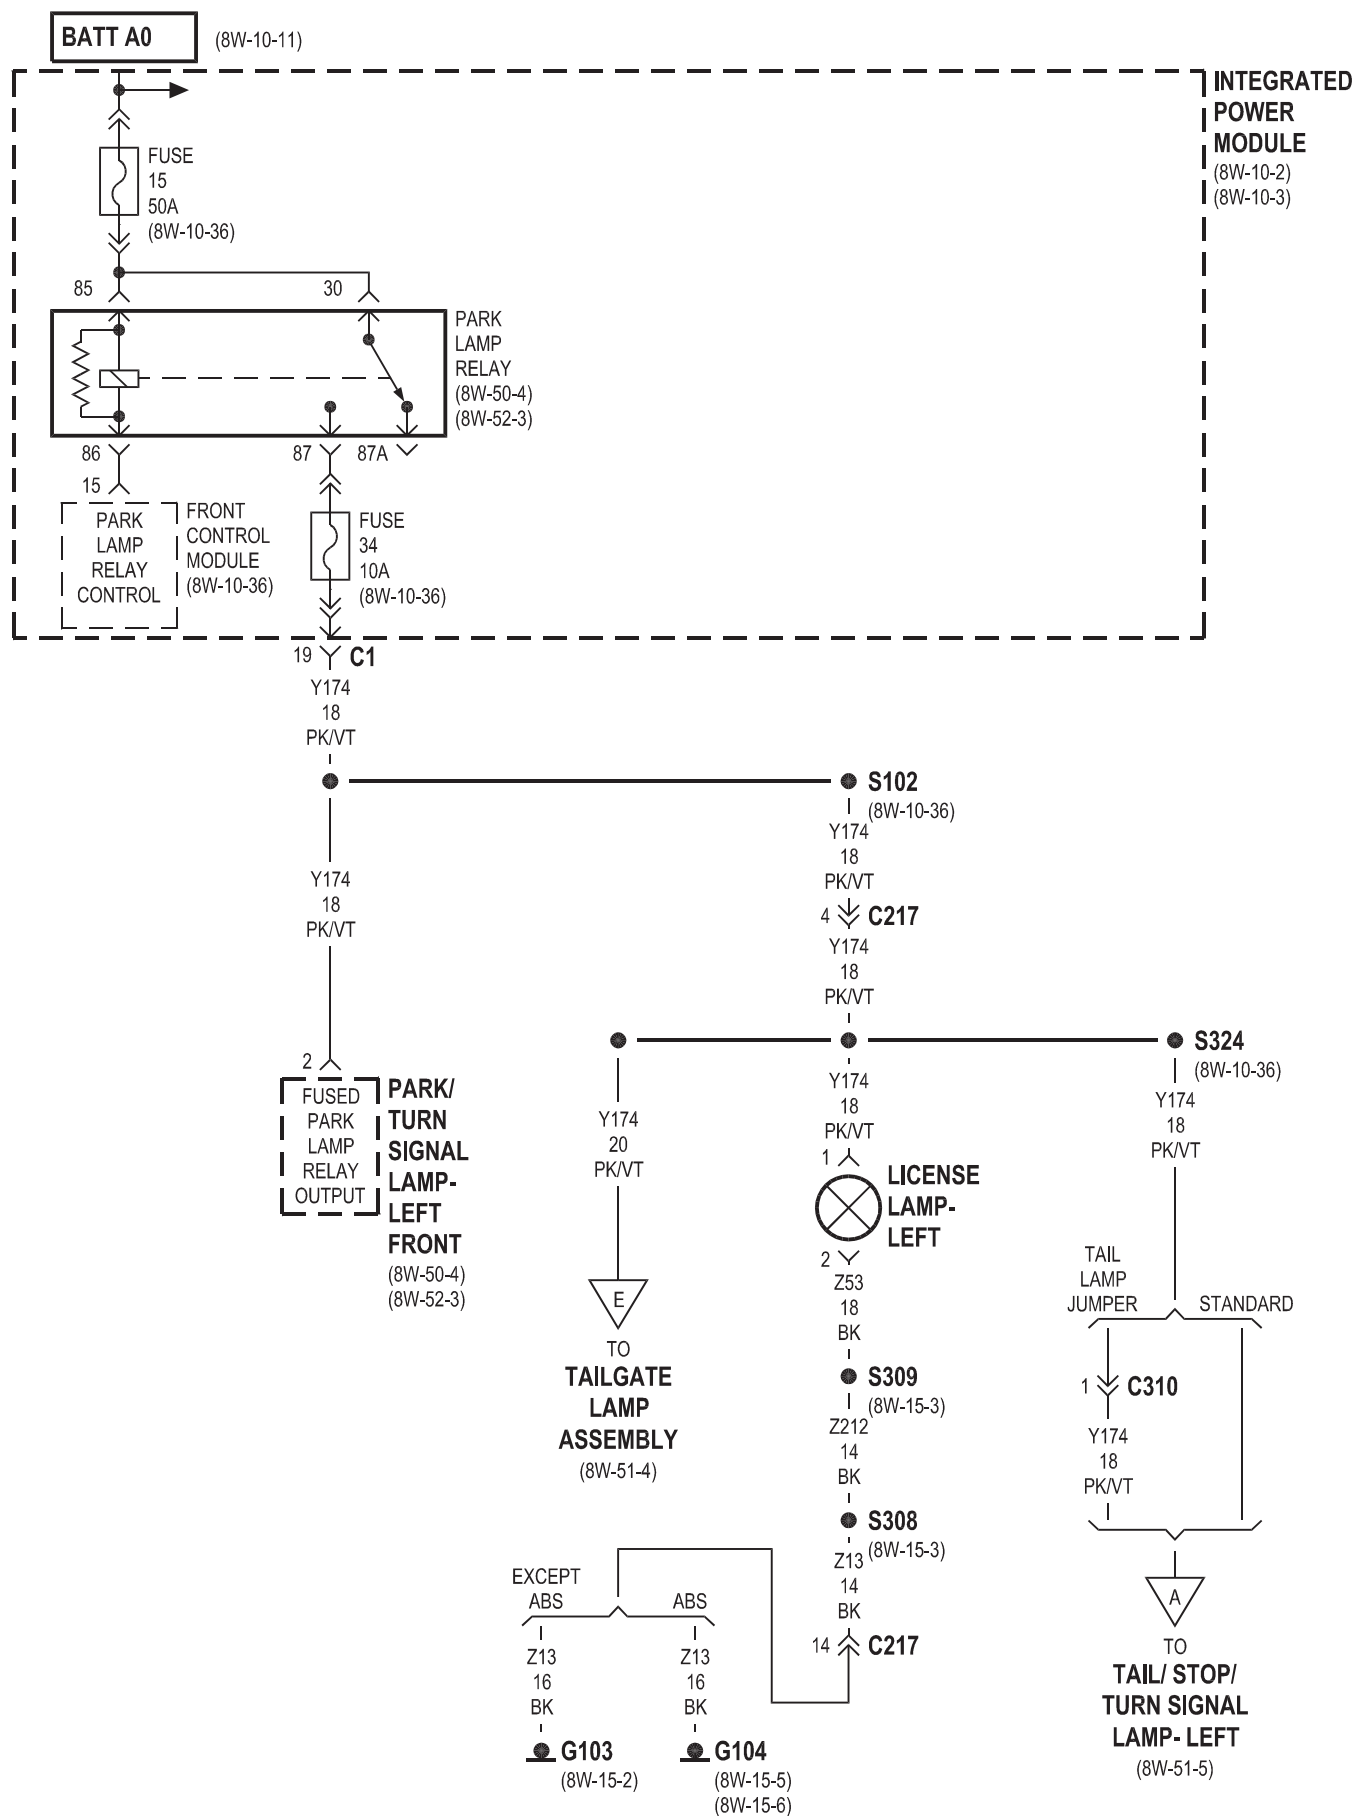 BATT A0
(8W-10-11)
INTEGRATED
POWER
MODULE
(8W-10-2)
(8W-10-3)
FUSE
15
50A
(8W-10-36)
85
30
PARK
LAMP
RELAY
(8W-50-4)
(8W-52-3)
86
87
87A
15
PARK
LAMP
RELAY
CONTROL
FRONT
CONTROL
MODULE
(8W-10-36)
FUSE
34
10A
(8W-10-36)
19
C1
Y174
18
PK/VT
S102
(8W-10-36)
Y174
18
PK/VT
Y174
18
PK/VT
4
C217
Y174
18
PK/VT
S324
(8W-10-36)
2
FUSED
PARK
LAMP
RELAY
OUTPUT
PARK/
TURN
SIGNAL
LAMP-
LEFT
FRONT
(8W-50-4)
(8W-52-3)
Y174
20
PK/VT
E
TO
TAILGATE
LAMP
ASSEMBLY
(8W-51-4)
Y174
18
PK/VT
1
LICENSE
LAMP-
LEFT
2
Z53
18
BK
S309
(8W-15-3)
Z212
14
BK
S308
(8W-15-3)
Z13
14
BK
14
C217
Y174
18
PK/VT
TAIL
LAMP
JUMPER
STANDARD
1
C310
Y174
18
PK/VT
A
TO
TAIL/ STOP/
TURN SIGNAL
LAMP- LEFT
(8W-51-5)
EXCEPT
ABS
ABS
Z13
16
BK
G103
(8W-15-2)
Z13
16
BK
G104
(8W-15-5)
(8W-15-6)